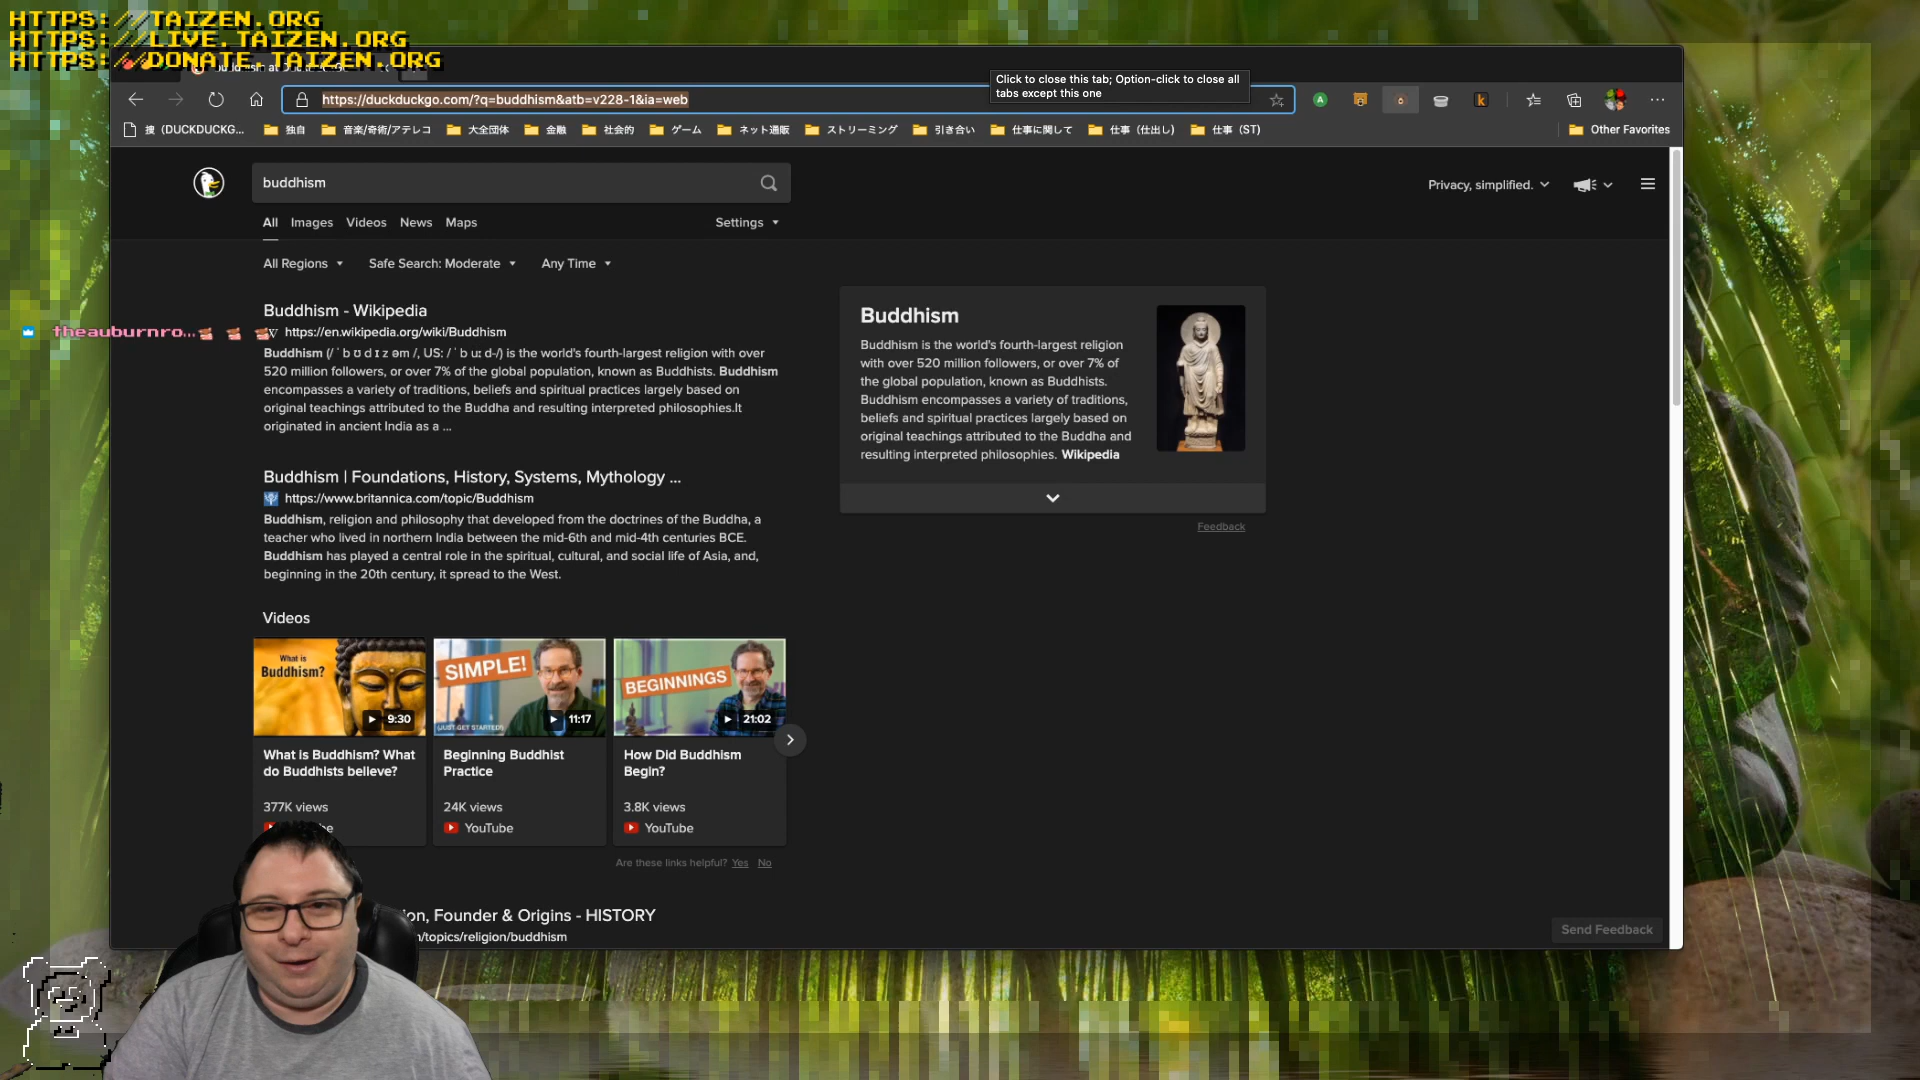 HTTPS://TAIZEN.ORG
HTTPS://LIVE.TAIZEN.ORG
HTTPS://DONATE.TAIZEN.ORG
Click to close this tab; Option-click to close all
tabs except this one
https://duckduckgo.com/?q=buddhism&atb=v228-1&ia=web
捜（DUCKDUCKG... 独自 音楽/奇術/アテレコ 大全団体 金融 社会的 ゲーム ネット通販 ストリーミング 引き合い 仕事に関して 仕事（仕出し） 仕事（ST） Other Favorites
buddhism
Privacy, simplified.
All Images Videos News Maps Settings
All Regions Safe Search: Moderate Any Time
Buddhism - Wikipedia
https://en.wikipedia.org/wiki/Buddhism
theauburnro...
Buddhism (/ ˈ b ʊ d ɪ z əm /, US: / ˈ b uː d-/) is the world's fourth-largest religion with over
520 million followers, or over 7% of the global population, known as Buddhists. Buddhism
encompasses a variety of traditions, beliefs and spiritual practices largely based on
original teachings attributed to the Buddha and resulting interpreted philosophies.It
originated in ancient India as a ...
Buddhism | Foundations, History, Systems, Mythology ...
https://www.britannica.com/topic/Buddhism
Buddhism, religion and philosophy that developed from the doctrines of the Buddha, a
teacher who lived in northern India between the mid-6th and mid-4th centuries BCE.
Buddhism has played a central role in the spiritual, cultural, and social life of Asia, and,
beginning in the 20th century, it spread to the West.
Buddhism
Buddhism is the world's fourth-largest religion
with over 520 million followers, or over 7% of
the global population, known as Buddhists.
Buddhism encompasses a variety of traditions,
beliefs and spiritual practices largely based on
original teachings attributed to the Buddha and
resulting interpreted philosophies. Wikipedia
Feedback
Videos
What is
Buddhism?
9:30
What is Buddhism? What
do Buddhists believe?
377K views
SIMPLE!
(JUST GET STARTED!)
11:17
Beginning Buddhist
Practice
24K views
YouTube
BEGINNINGS
21:02
How Did Buddhism
Begin?
3.8K views
YouTube
Are these links helpful? Yes No
ion, Founder & Origins - HISTORY
/topics/religion/buddhism
Send Feedback